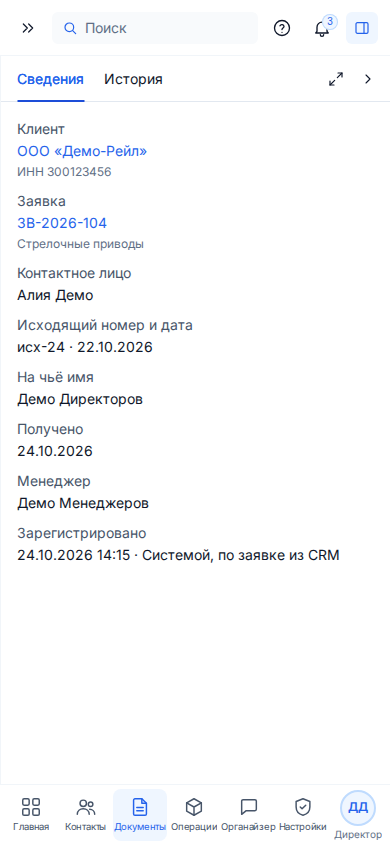 Поиск
3
Сведения
История
Клиент
ООО «Демо-Рейл»
ИНН 300123456
Заявка
ЗВ-2026-104
Стрелочные приводы
Контактное лицо
Алия Демо
Исходящий номер и дата
исх-24 · 22.10.2026
На чьё имя
Демо Директоров
Получено
24.10.2026
Менеджер
Демо Менеджеров
Зарегистрировано
24.10.2026 14:15 · Системой, по заявке из CRM
Главная
Контакты
Документы
Операции
Органайзер
Настройки
ДД
Директор